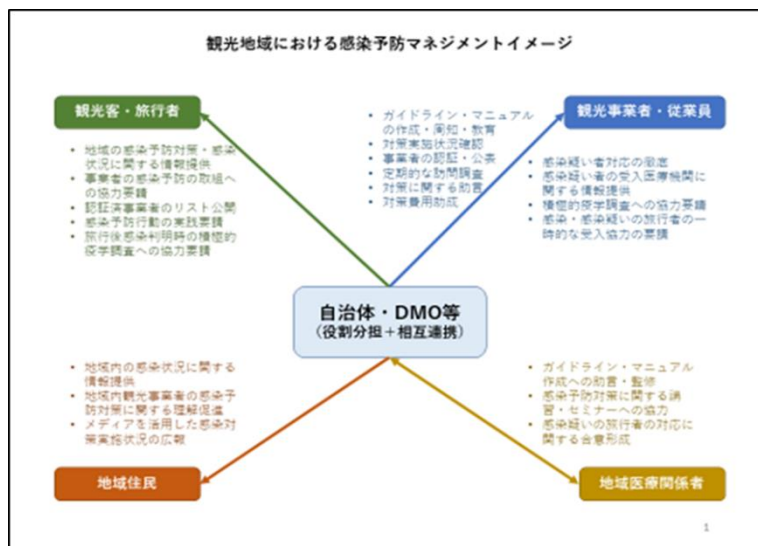 観光地域における感染予防マネジメントイメージ
観光客・旅行者
• 地域の感染予防対策・感染
状況に関する情報提供
• 事業者の感染予防の取組へ
の協力要請
• 認証済事業者のリスト公開
• 感染予防行動の実践要請
• 旅行後感染判明時の積極的
疫学調査への協力要請
• ガイドライン・マニュアル
の作成・周知・教育
• 対策実施状況確認
• 事業者の認証・公表
• 定期的な訪問調査
• 対策に関する助言
• 対策費用助成
観光事業者・従業員
• 感染疑い者対応の徹底
• 感染疑い者の受入医療機関に
関する情報提供
• 積極的疫学調査への協力要請
• 感染・感染疑いの旅行者の一
時的な受入協力の要請
自治体・DMO等
（役割分担＋相互連携）
• 地域内の感染状況に関する
情報提供
• 地域内観光事業者の感染予
防対策に関する理解促進
• メディアを活用した感染対
策実施状況の広報
地域住民
• ガイドライン・マニュアル
作成への助言・監修
• 感染予防対策に関する講
習・セミナーへの協力
• 感染疑いの旅行者の対応に
関する合意形成
地域医療関係者
1